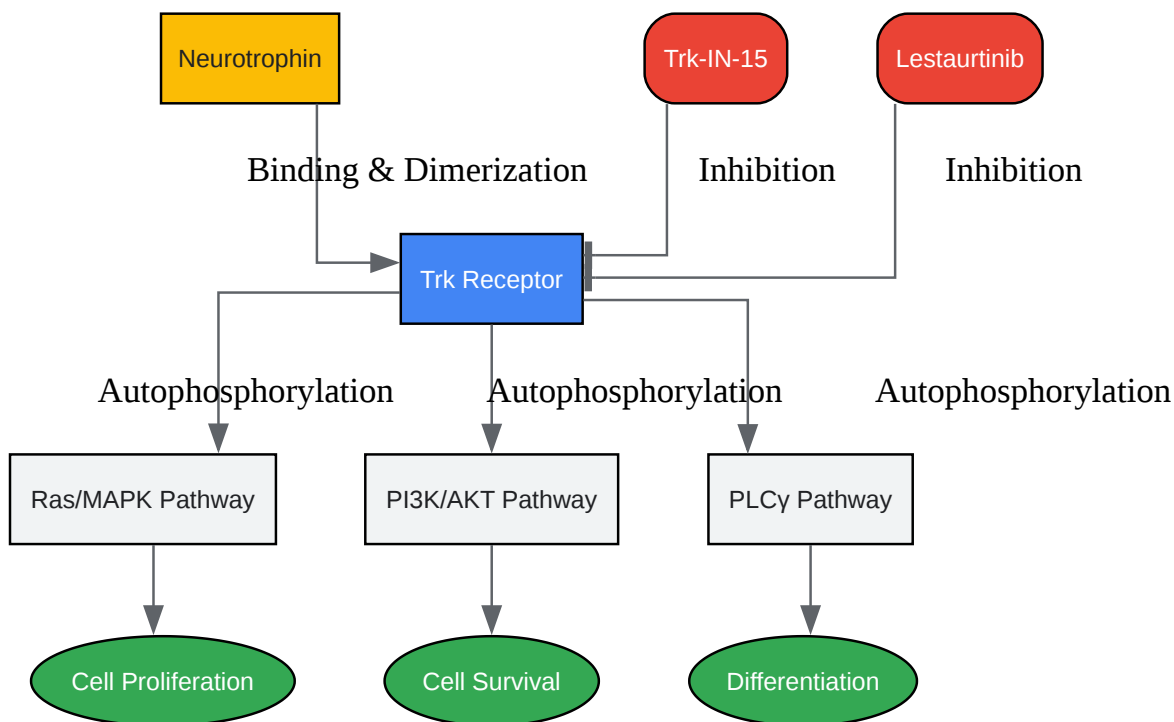 Neurotrophin
Trk-IN-15
Lestaurtinib
Binding & Dimerization
Inhibition
Inhibition
Trk Receptor
Autophosphorylation
Autophosphorylation
Autophosphorylation
Ras/MAPK Pathway
PI3K/AKT Pathway
PLCγ Pathway
Cell Proliferation
Cell Survival
Differentiation